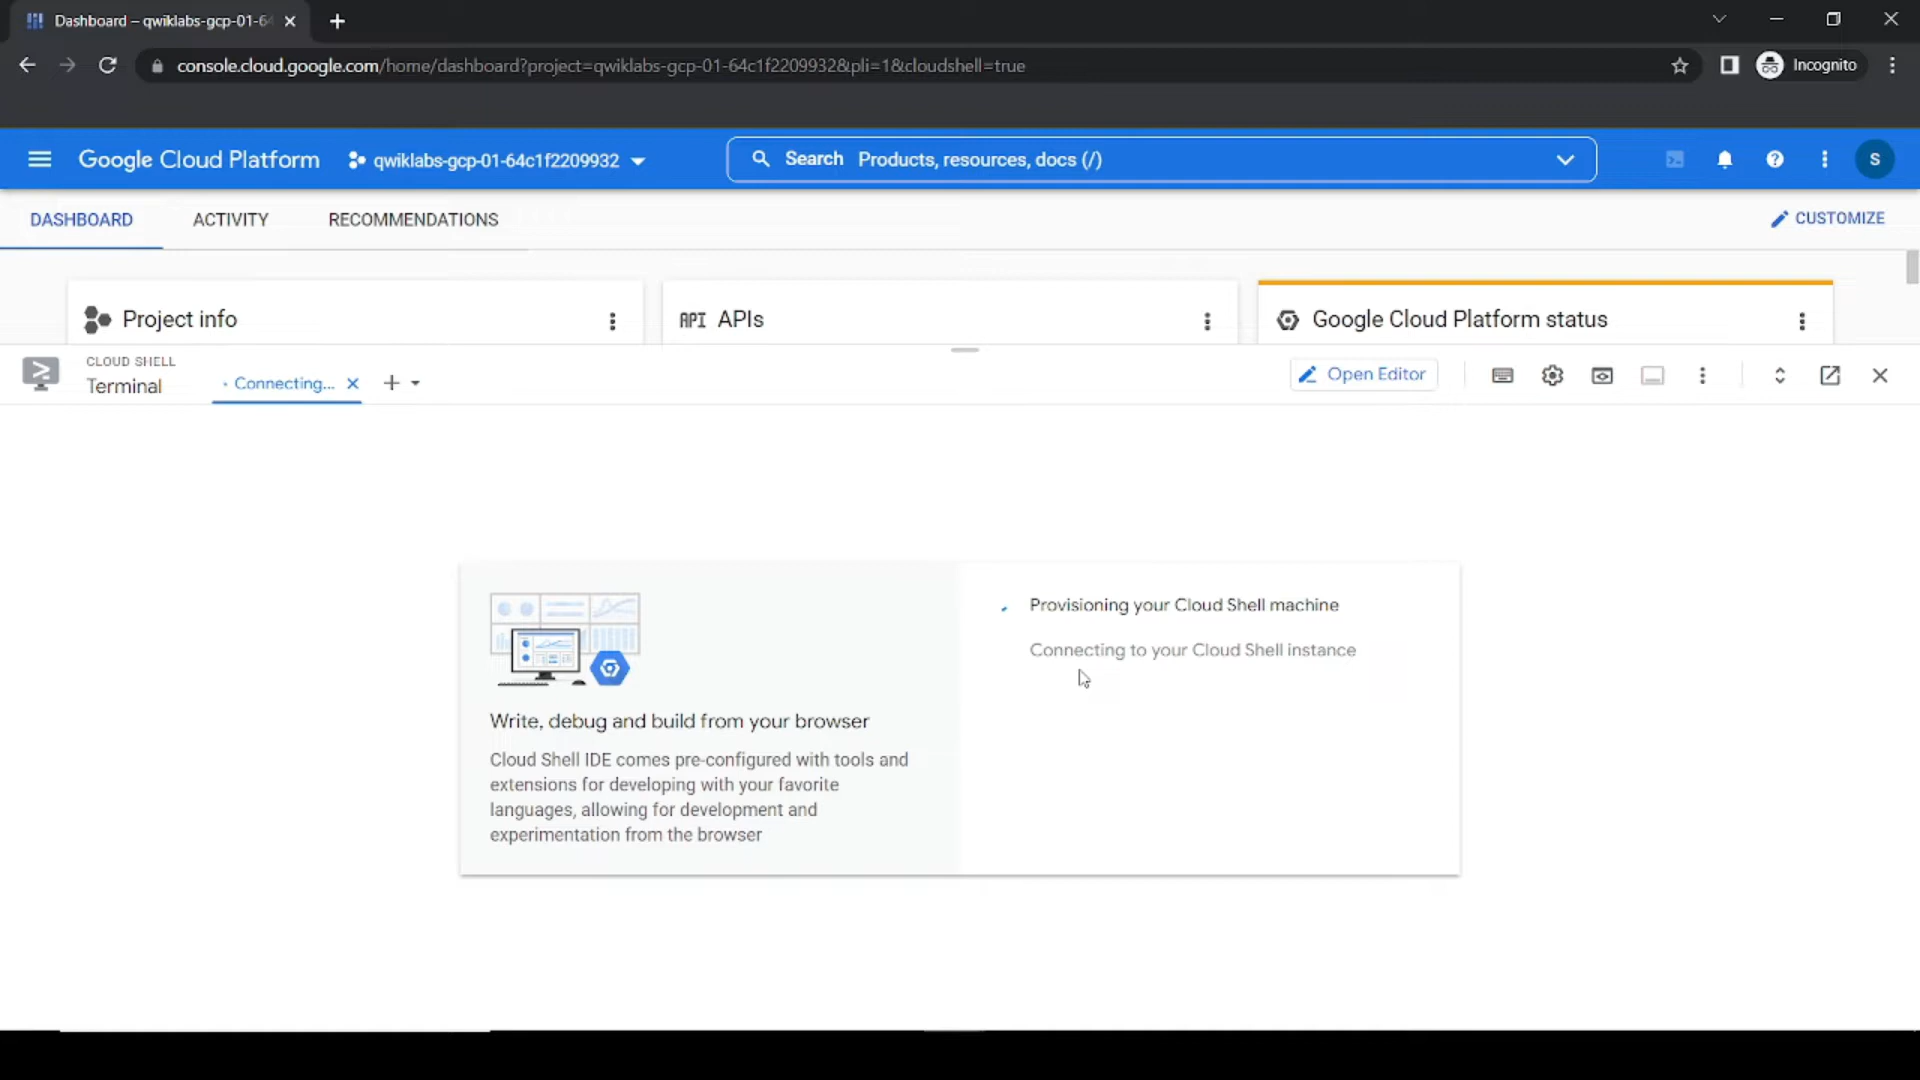 Dashboard – qwiklabs-gcp-01-64
console.cloud.google.com/home/dashboard?project=qwiklabs-gcp-01-64c1f2209932&pli=1&cloudshell=true
Incognito
Google Cloud Platform
qwiklabs-gcp-01-64c1f2209932
Search Products, resources, docs (/)
S
DASHBOARD
ACTIVITY
RECOMMENDATIONS
CUSTOMIZE
Project info
API APIs
Google Cloud Platform status
CLOUD SHELL
Terminal
Connecting...
Open Editor
Provisioning your Cloud Shell machine
Connecting to your Cloud Shell instance
Write, debug and build from your browser
Cloud Shell IDE comes pre-configured with tools and
extensions for developing with your favorite
languages, allowing for development and
experimentation from the browser